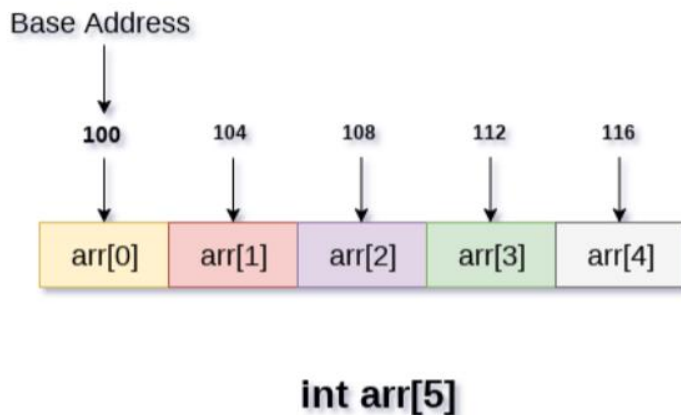 Base Address
100 104 108 112 116
arr[0] arr[1] arr[2] arr[3] arr[4]
int arr[5]